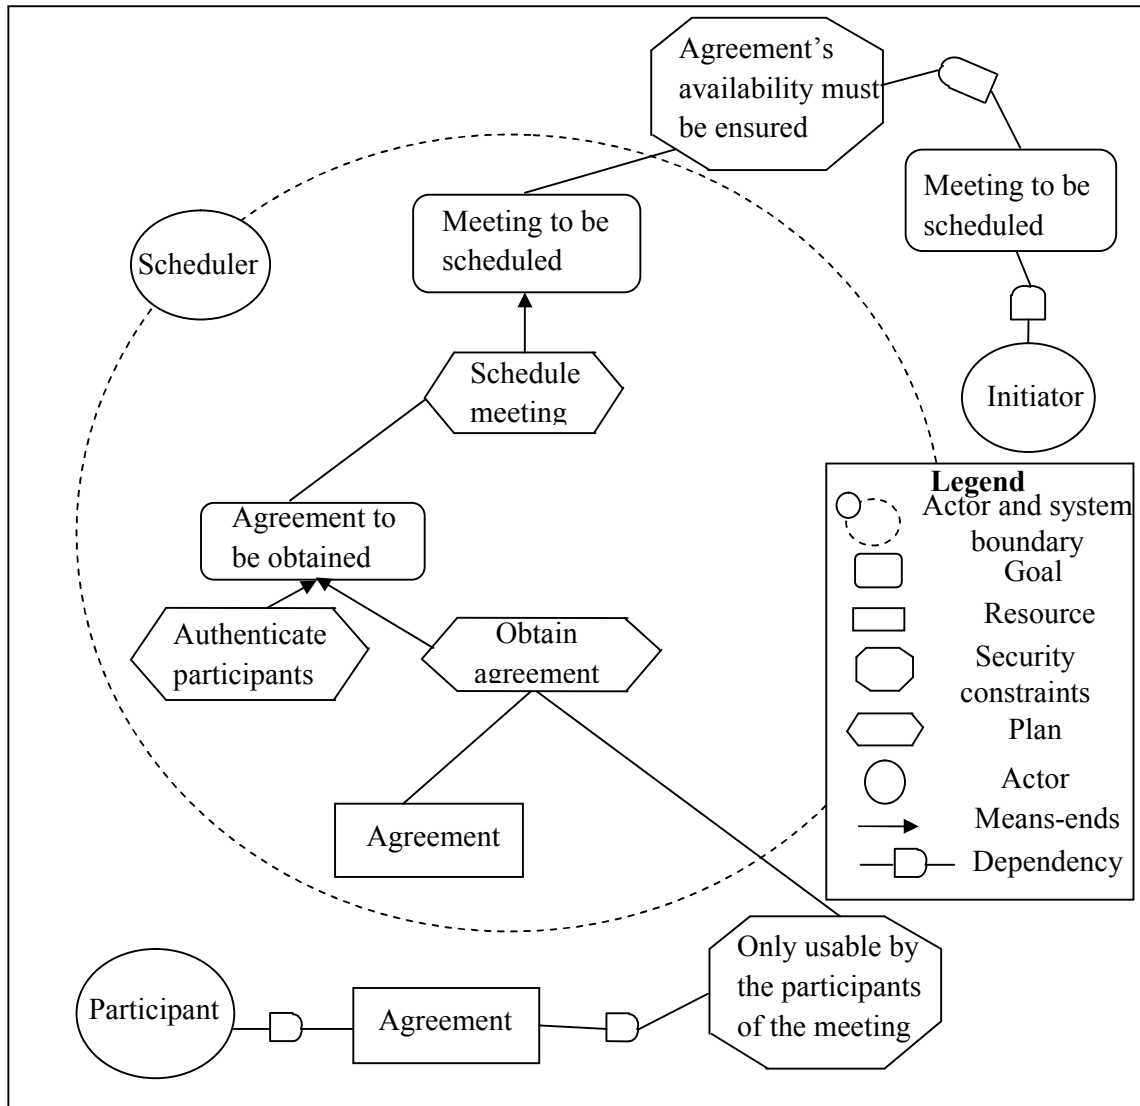 Agreement’s
availability must
be ensured
Meeting to be
scheduled
Meeting to be
scheduled
Scheduler
Schedule
meeting
Initiator
Agreement to
be obtained
Authenticate
participants
Obtain
agreement
Agreement
Legend
Actor and system
boundary
Goal
Resource
Security
constraints
Plan
Actor
Means-ends
Dependency
Only usable by
the participants
of the meeting
Participant
Agreement